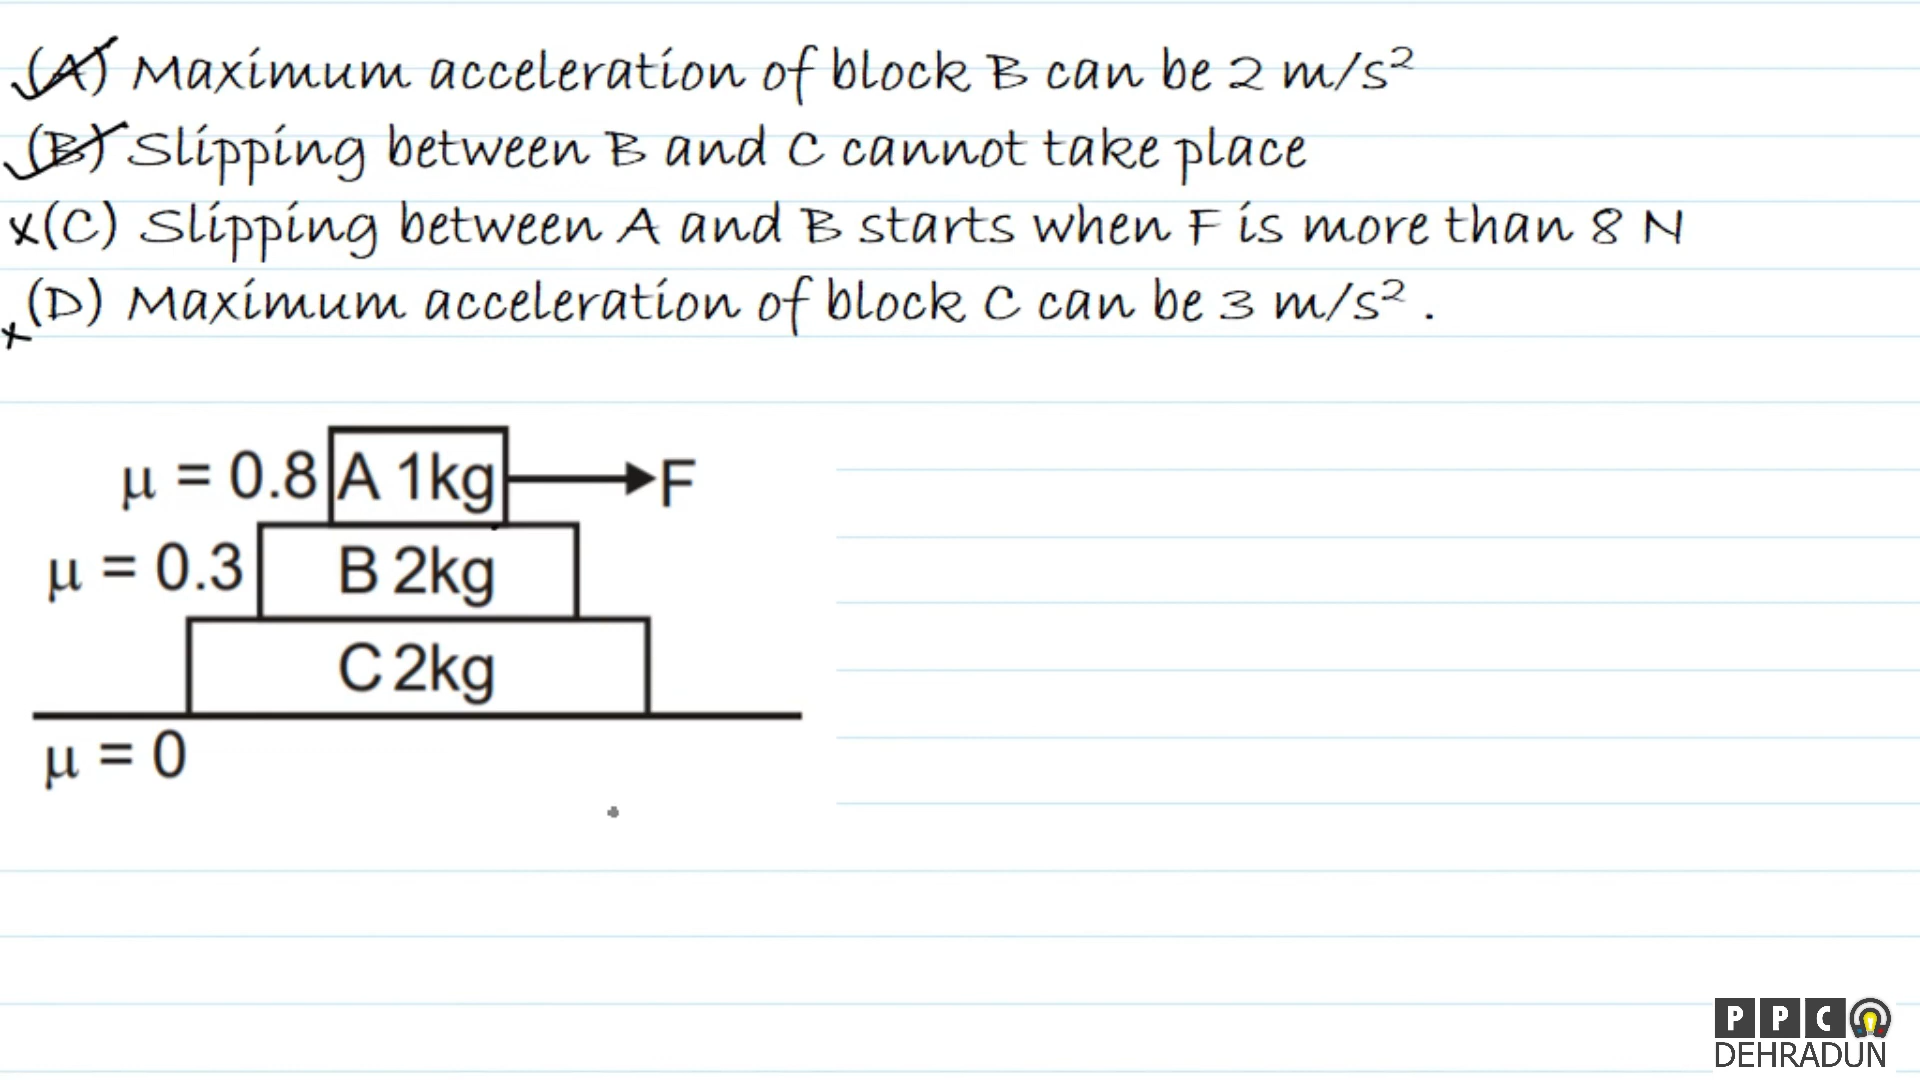 (A) Maximum acceleration of block B can be 2 m/s²
(B) Slipping between B and C cannot take place
x(C) Slipping between A and B starts when F is more than 8 N
x(D) Maximum acceleration of block C can be 3 m/s².
μ = 0.8 A 1kg F
μ = 0.3 B 2kg
C 2kg
μ = 0
PPC
DEHRADUN